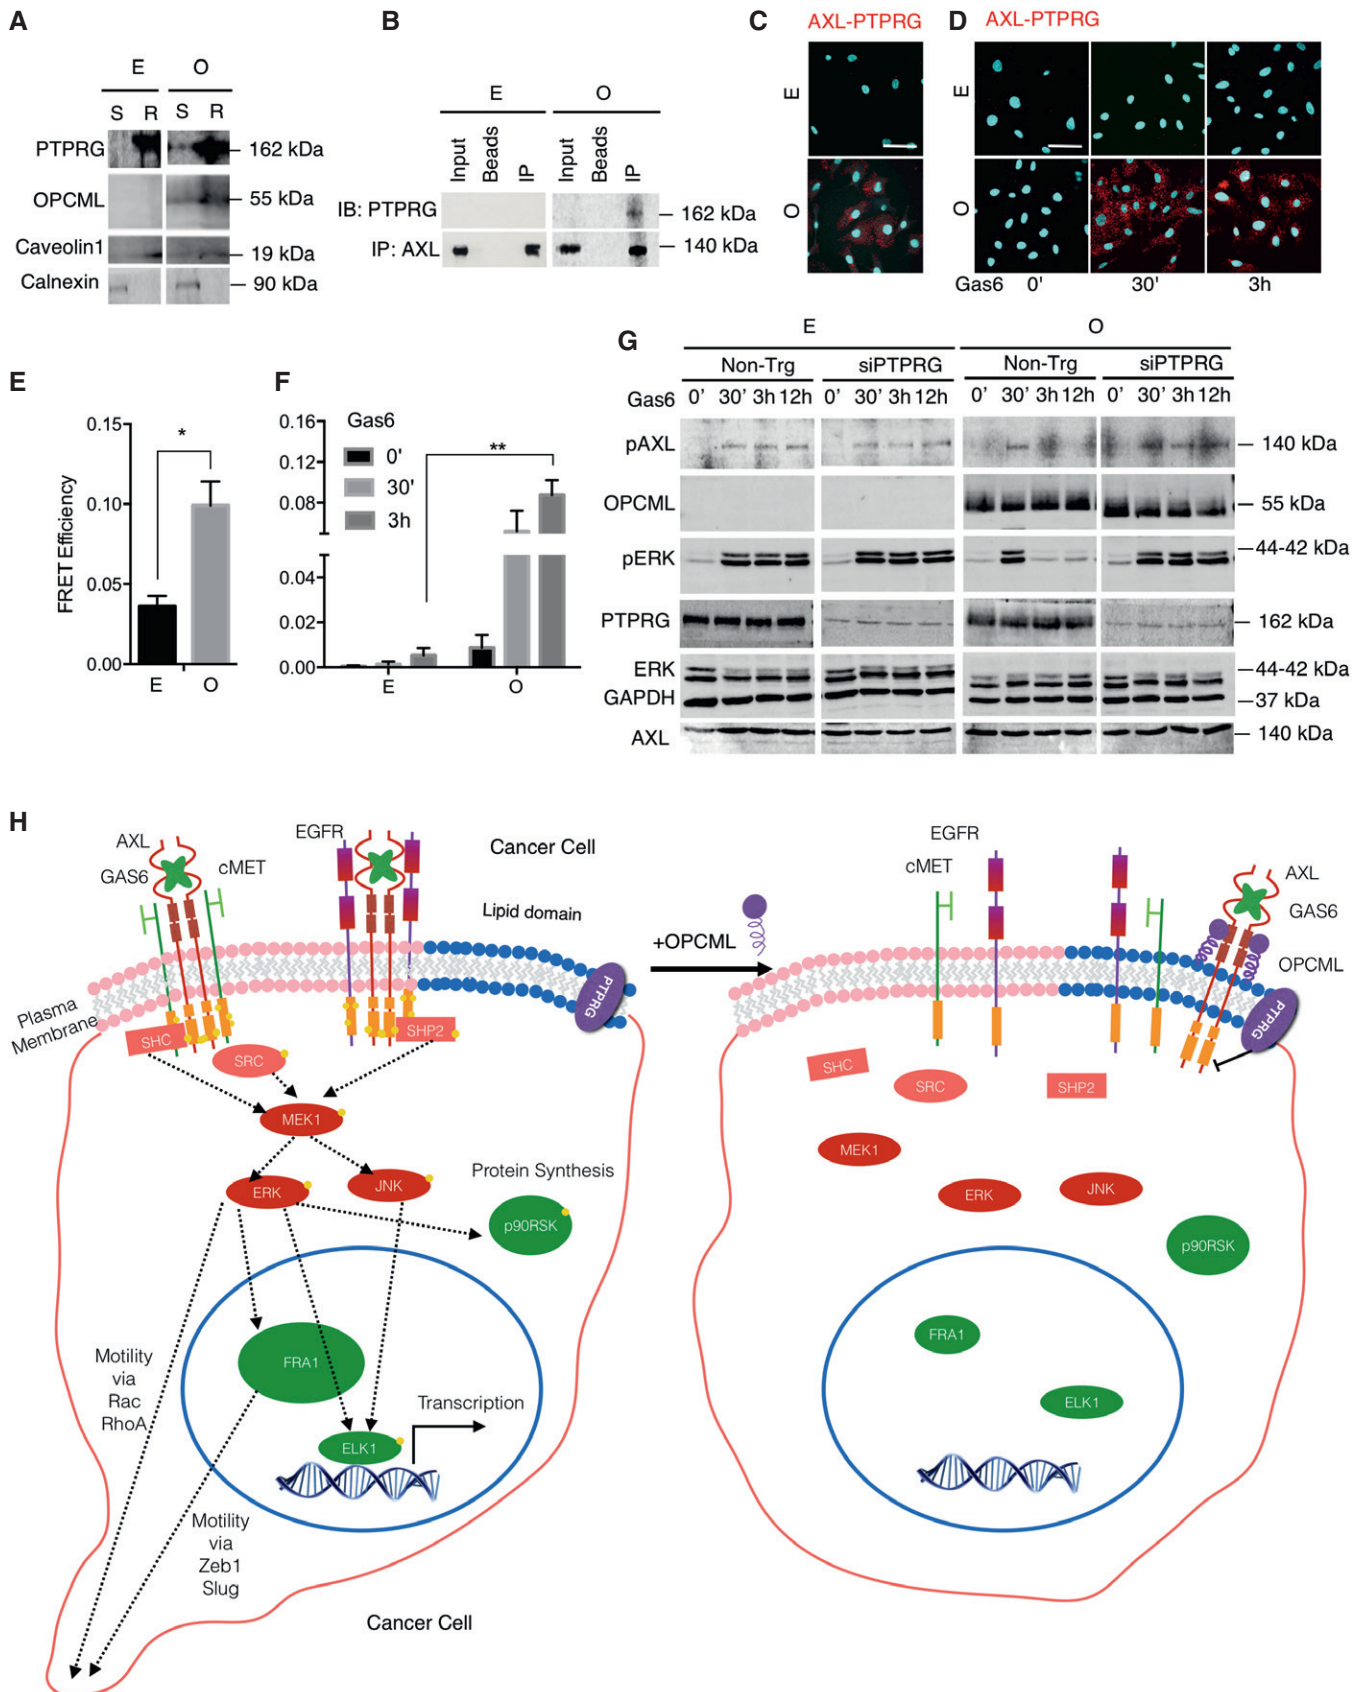 A
E O
S R S R
PTPRG
162 kDa
OPCML
55 kDa
Caveolin1
19 kDa
Calnexin
90 kDa
B
E O
Input Beads IP Input Beads IP
IB: PTPRG
162 kDa
IP: AXL
140 kDa
C
AXL-PTPRG
E
O
D
AXL-PTPRG
E
O
Gas6 0' 30' 3h
E
FRET Efficiency
0.15
0.10
0.05
0.00
*
E O
F
Gas6
0'
30'
3h
0.16
0.12
0.08
0.04
0.02
0.00
**
E O
G
E O
Non-Trg siPTPRG Non-Trg siPTPRG
Gas6 0' 30' 3h 12h 0' 30' 3h 12h 0' 30' 3h 12h 0' 30' 3h 12h
pAXL 140 kDa
OPCML 55 kDa
pERK 44-42 kDa
PTPRG 162 kDa
ERK 44-42 kDa
GAPDH 37 kDa
AXL 140 kDa
H
AXL
GAS6
cMET
EGFR
Cancer Cell
Lipid domain
PTPRG
Plasma
Membrane
SHC
SRC
SHP2
MEK1
ERK
JNK
Protein Synthesis
p90RSK
FRA1
Motility
via
Rac
RhoA
Transcription
ELK1
Motility
via
Zeb1
Slug
Cancer Cell
+OPCML
EGFR
cMET
AXL
GAS6
OPCML
PTPRG
SHC
SRC
SHP2
MEK1
ERK
JNK
p90RSK
FRA1
ELK1